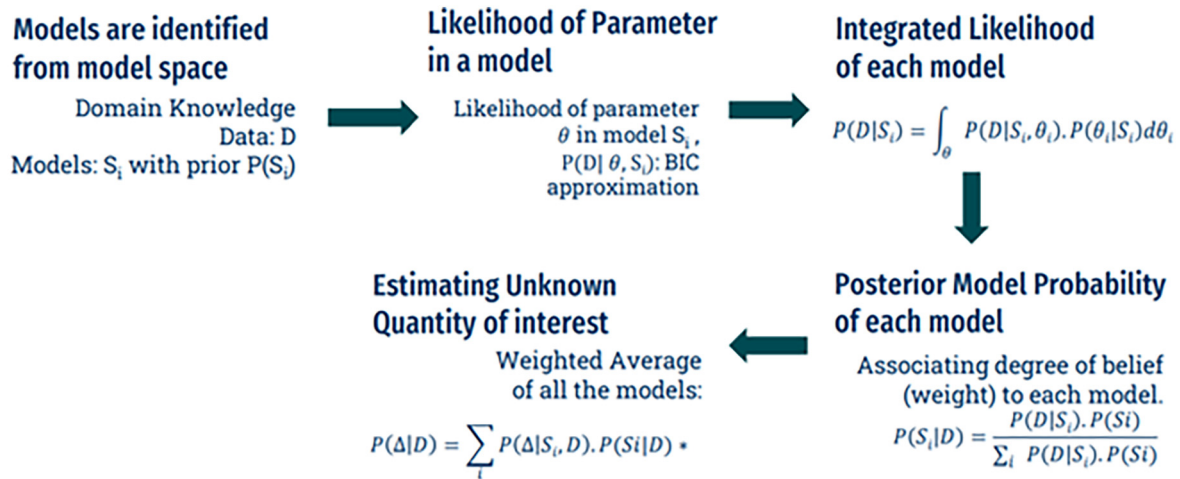 Models are identified
from model space
Domain Knowledge
Data: D
Models: Sᵢ with prior P(Sᵢ)
Likelihood of Parameter
in a model
Likelihood of parameter
θ in model Sᵢ ,
P(D| θ, Sᵢ): BIC
approximation
Integrated Likelihood
of each model
P(D|Sᵢ) = ∫_θ P(D|Sᵢ, θᵢ). P(θᵢ|Sᵢ)dθᵢ
Posterior Model Probability
of each model
Associating degree of belief
(weight) to each model.
P(Sᵢ|D) = P(D|Sᵢ). P(Si) / ∑ᵢ P(D|Sᵢ). P(Si)
Estimating Unknown
Quantity of interest
Weighted Average
of all the models:
P(Δ|D) = ∑ᵢ P(Δ|Sᵢ, D). P(Si|D) *